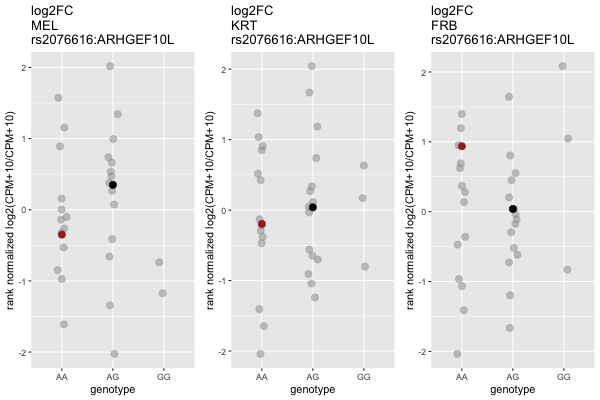 log2FC
MEL
rs2076616:ARHGEF10L
rank normalized log2(CPM+10/CPM+10)
2
1
0
-1
-2
AA AG GG
genotype
log2FC
KRT
rs2076616:ARHGEF10L
rank normalized log2(CPM+10/CPM+10)
2
1
0
-1
-2
AA AG GG
genotype
log2FC
FRB
rs2076616:ARHGEF10L
rank normalized log2(CPM+10/CPM+10)
2
1
0
-1
-2
AA AG GG
genotype